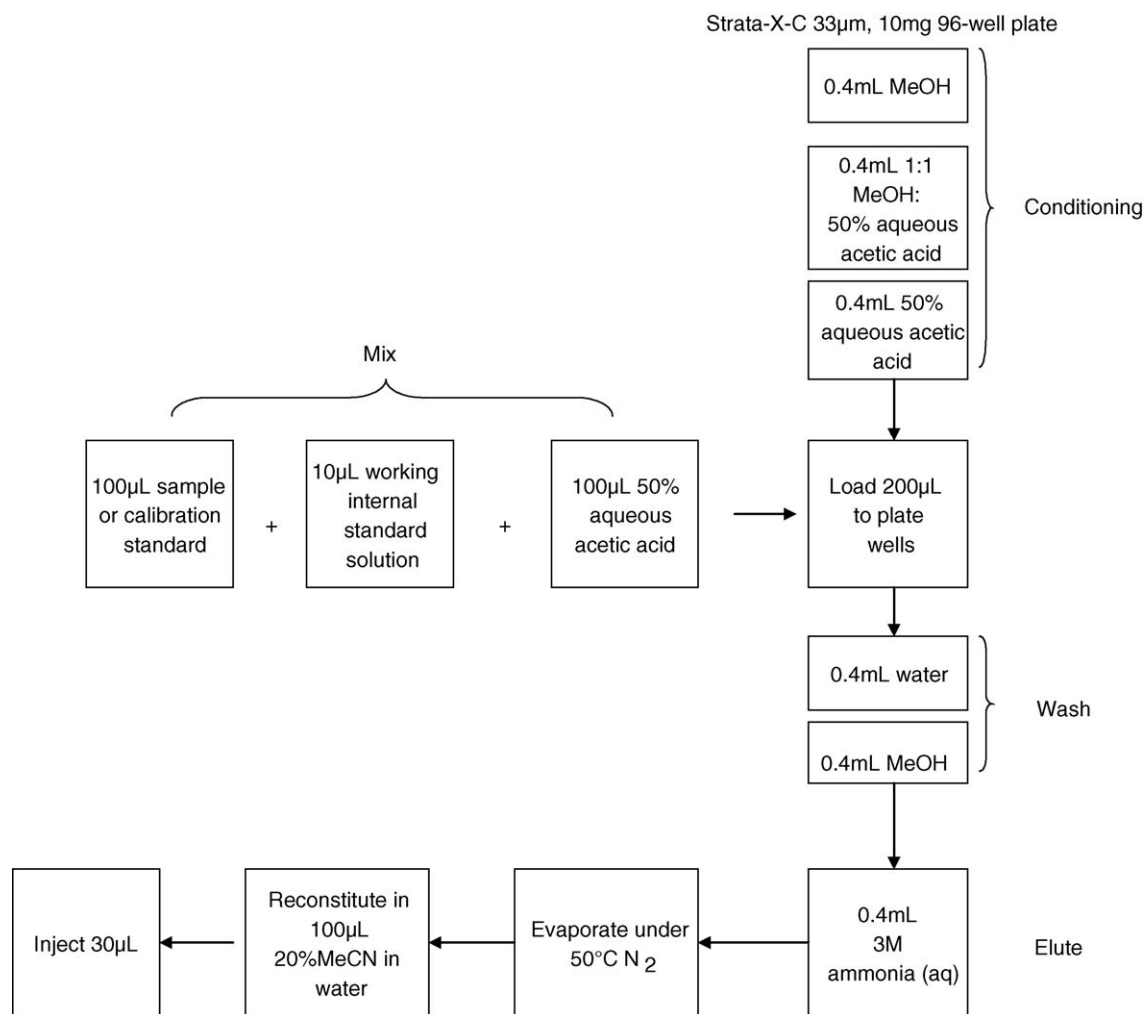 Strata-X-C 33µm, 10mg 96-well plate
0.4mL MeOH
0.4mL 1:1
MeOH:
50% aqueous
acetic acid
Conditioning
0.4mL 50%
aqueous acetic
acid
Mix
100µL sample
or calibration
standard
+
10µL working
internal
standard
solution
+
100µL 50%
aqueous
acetic acid
Load 200µL
to plate
wells
0.4mL water
Wash
0.4mL MeOH
Inject 30µL
Reconstitute in
100µL
20%MeCN in
water
Evaporate under
50°C N2
0.4mL
3M
ammonia (aq)
Elute